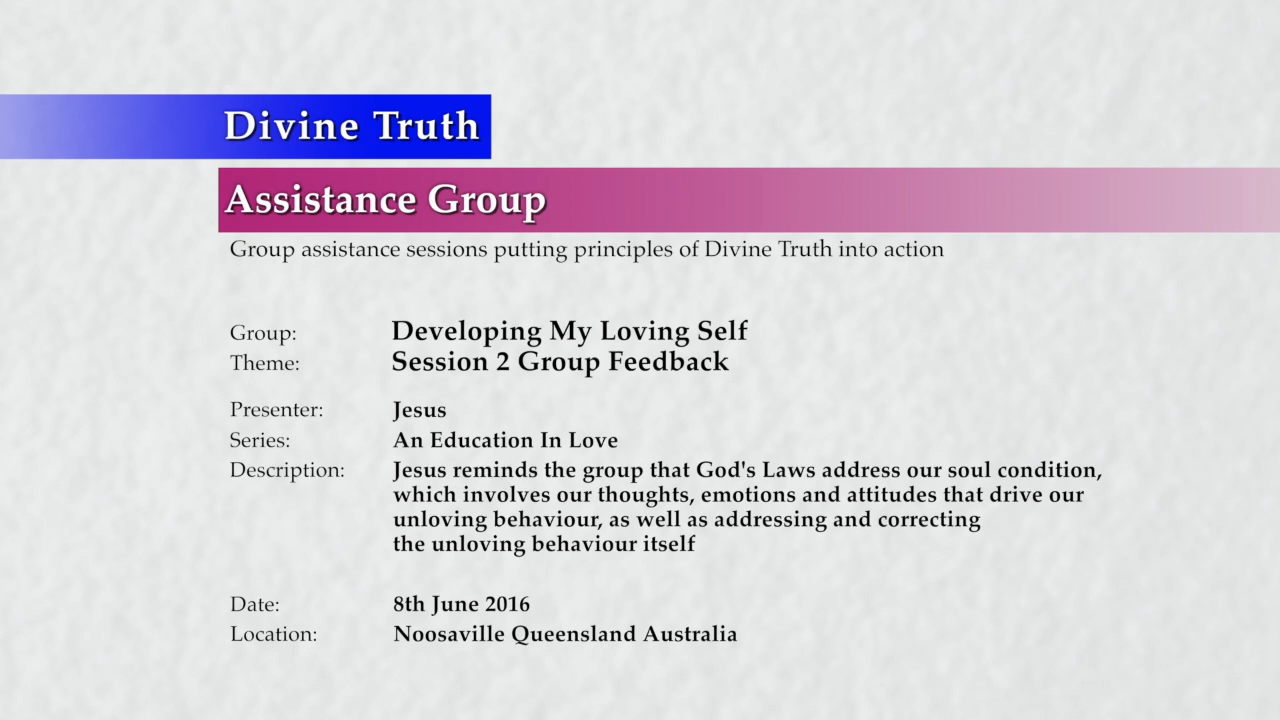 Divine Truth
Assistance Group
Group assistance sessions putting principles of Divine Truth into action
Group: Developing My Loving Self
Theme: Session 2 Group Feedback
Presenter: Jesus
Series: An Education In Love
Description: Jesus reminds the group that God's Laws address our soul condition,
which involves our thoughts, emotions and attitudes that drive our
unloving behaviour, as well as addressing and correcting
the unloving behaviour itself
Date: 8th June 2016
Location: Noosaville Queensland Australia